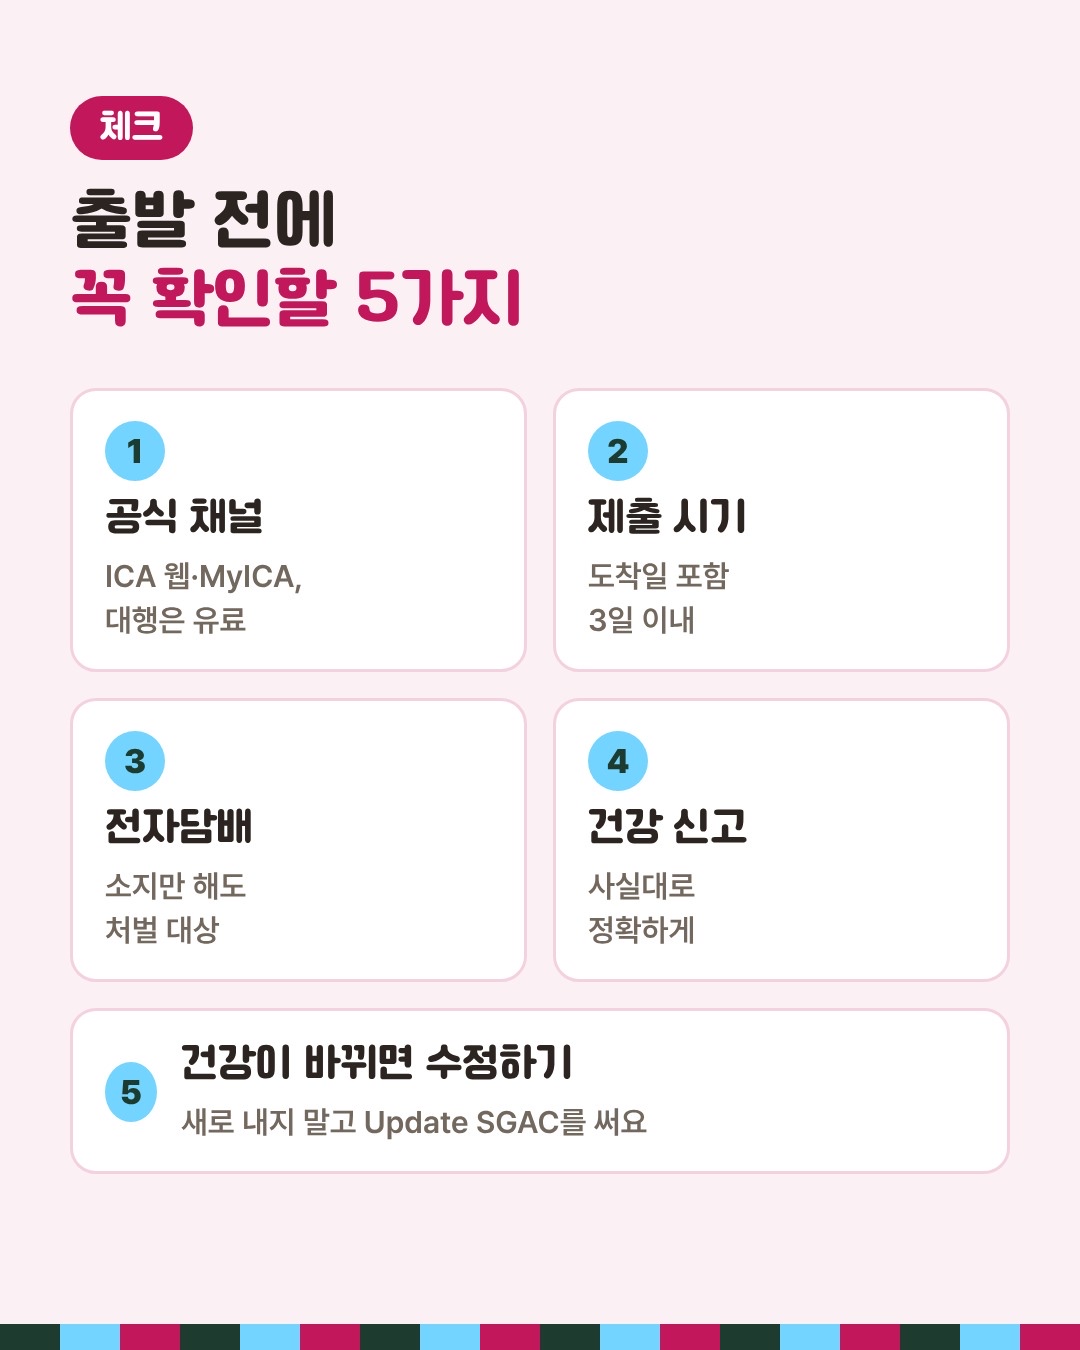 체크
출발 전에
꼭 확인할 5가지
1
공식 채널
ICA 웹·MyICA,
대행은 유료
2
제출 시기
도착일 포함
3일 이내
3
전자담배
소지만 해도
처벌 대상
4
건강 신고
사실대로
정확하게
5
건강이 바뀌면 수정하기
새로 내지 말고 Update SGAC를 써요